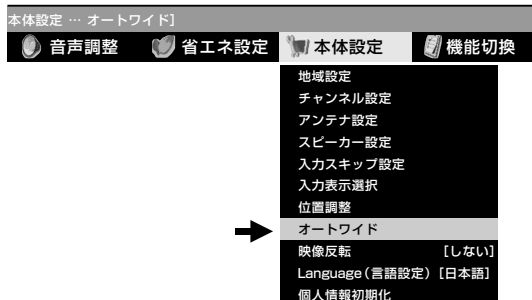 本体設定 … オートワイド]
音声調整 省エネ設定 本体設定 機能切換
地域設定
チャンネル設定
アンテナ設定
スピーカー設定
入力スキップ設定
入力表示選択
位置調整
オートワイド
映像反転 [しない]
Language(言語設定) [日本語]
個人情報初期化